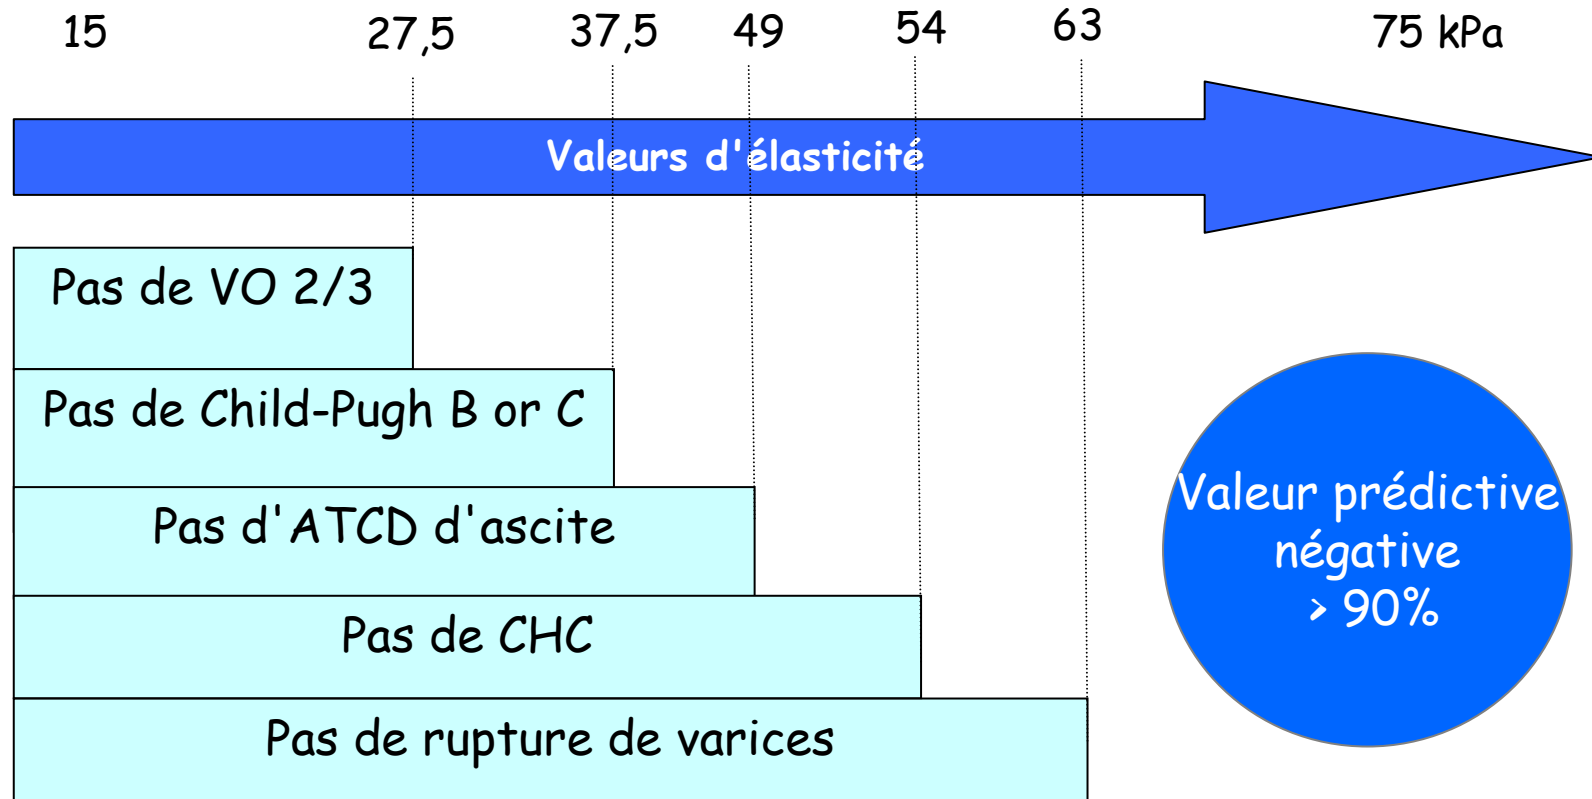 15 27,5 37,5 49 54 63 75 kPa
Valeurs d'élasticité
Pas de VO 2/3
Pas de Child-Pugh B or C
Pas d'ATCD d'ascite
Pas de CHC
Pas de rupture de varices
Valeur prédictive
négative
> 90%